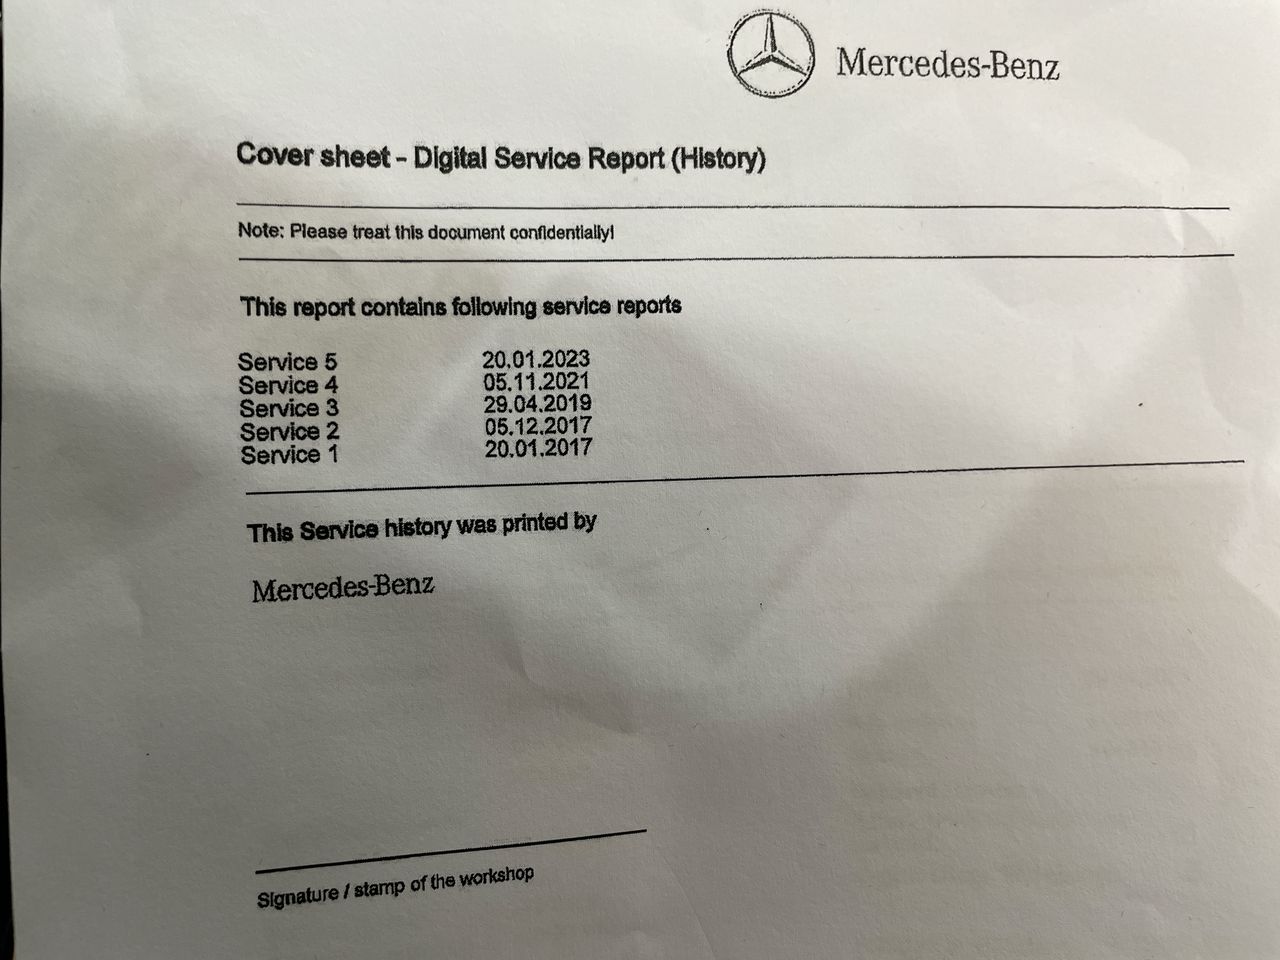 Mercedes-Benz
Cover sheet - Digital Service Report (History)
Note: Please treat this document confidentially!
This report contains following service reports
Service 5 20.01.2023
Service 4 05.11.2021
Service 3 29.04.2019
Service 2 05.12.2017
Service 1 20.01.2017
This Service history was printed by
Mercedes-Benz
Signature / stamp of the workshop